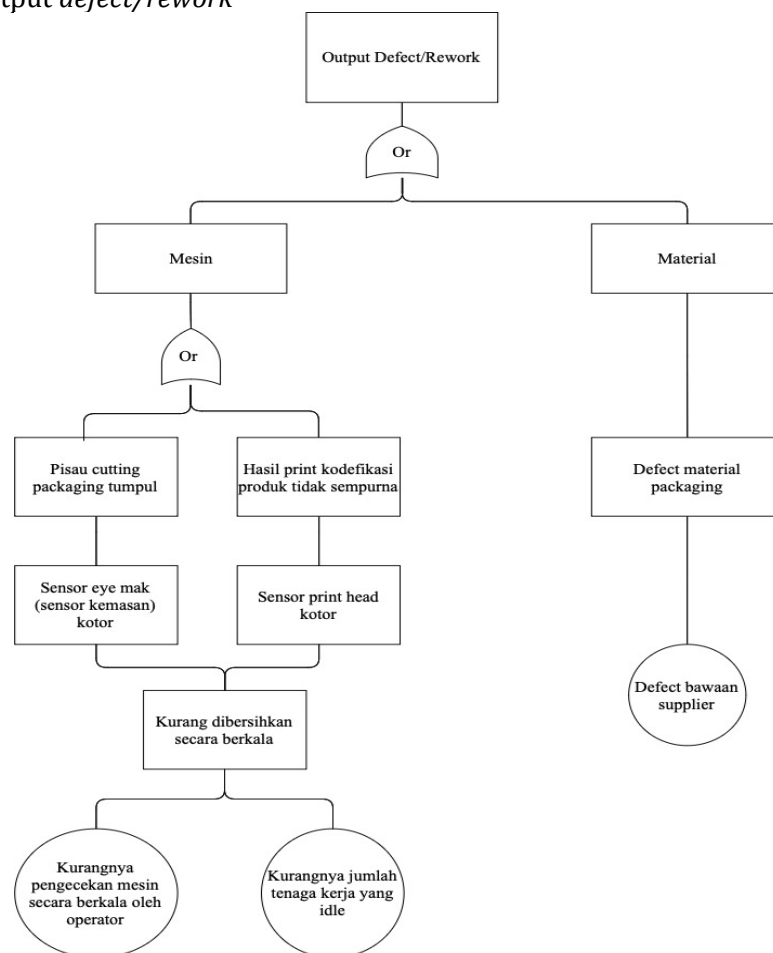 defect/rework
Output Defect/Rework
Or
Mesin
Material
Or
Pisau cutting
packaging tumpul
Hasil print kodefikasi
produk tidak sempurna
Defect material
packaging
Sensor eye mak
(sensor kemasan)
kotor
Sensor print head
kotor
Defect bawaan
supplier
Kurang dibersihkan
secara berkala
Kurangnya
pengecekan mesin
secara berkala oleh
operator
Kurangnya jumlah
tenaga kerja yang
idle